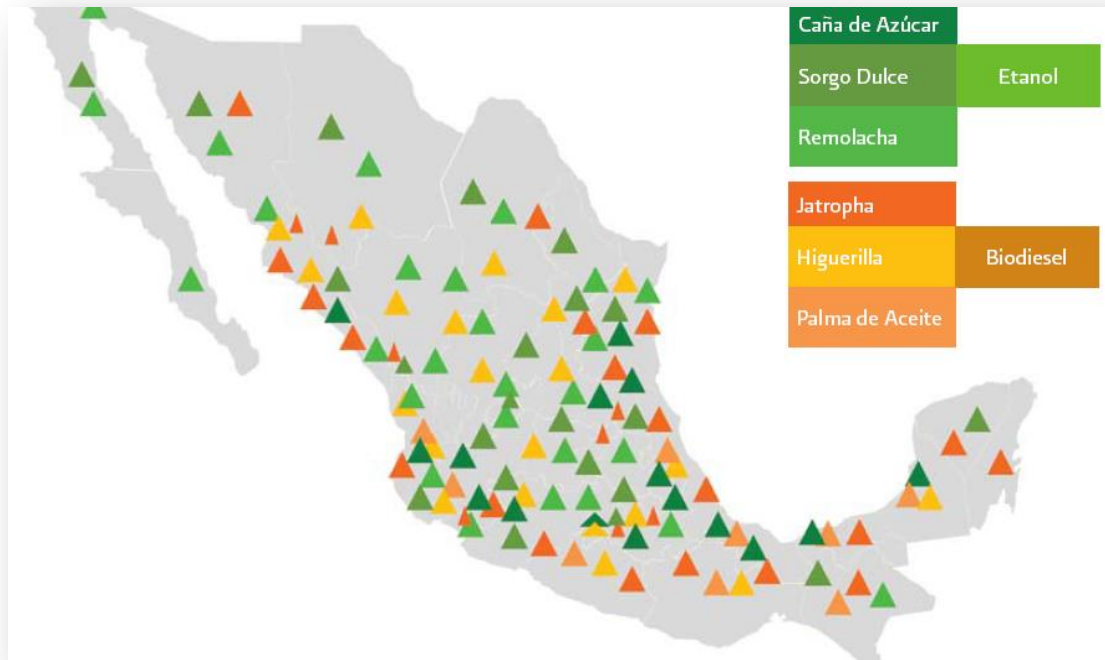 Caña de Azúcar
Sorgo Dulce
Etanol
Remolacha
Jatropha
Higuerilla
Biodiesel
Palma de Aceite